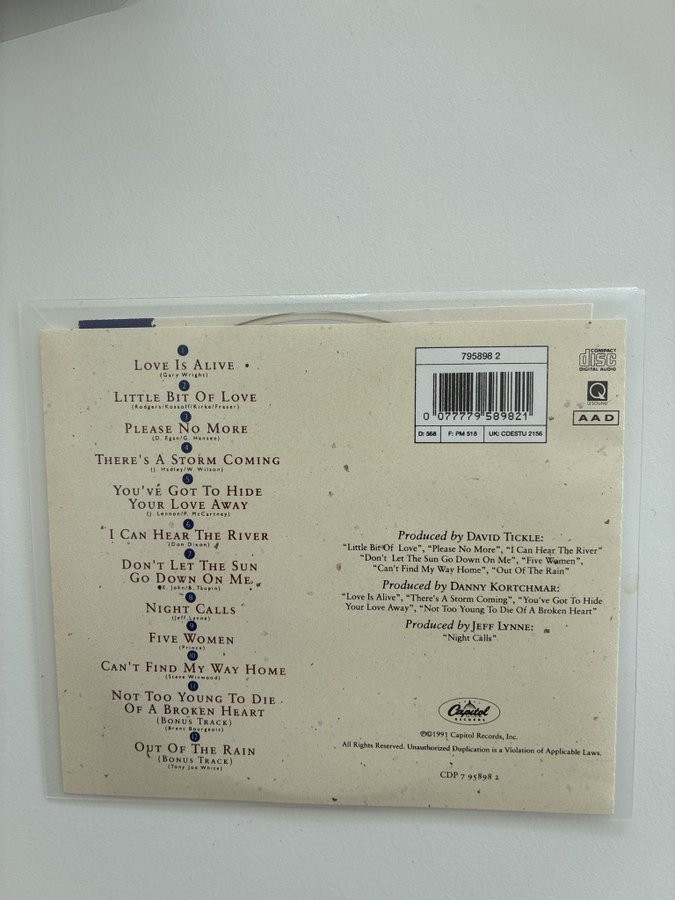 1
LOVE IS ALIVE
(Gary Wright)
2
LITTLE BIT OF LOVE
(Rodgers/Kossoff/Kirke/Fraser)
3
PLEASE NO MORE
(D. Egan/G. Hansen)
4
THERE'S A STORM COMING
(J. Hadley/W. Wilson)
5
YOU'VE GOT TO HIDE
YOUR LOVE AWAY
(J. Lennon/P. McCartney)
6
I CAN HEAR THE RIVER
(Don Dixon)
7
DON'T LET THE SUN
GO DOWN ON ME
(E. John/B. Taupin)
8
NIGHT CALLS
(Jeff Lynne)
9
FIVE WOMEN
(Prince)
10
CAN'T FIND MY WAY HOME
(Steve Winwood)
11
NOT TOO YOUNG TO DIE
OF A BROKEN HEART
(BONUS TRACK)
(Brent Bourgeois)
12
OUT OF THE RAIN
(BONUS TRACK)
(Tony Joe White)
795898 2
0 077779 589821
D: 568 F: PM 518 UK: CDESTU 2156
COMPACT
disc
DIGITAL AUDIO
Q
QSOUND
AAD
Produced by DAVID TICKLE:
"Little Bit Of Love", "Please No More", "I Can Hear The River"
"Don't Let The Sun Go Down On Me", "Five Women",
"Can't Find My Way Home", "Out Of The Rain"
Produced by DANNY KORTCHMAR:
"Love Is Alive", "There's A Storm Coming", "You've Got To Hide
Your Love Away", "Not Too Young To Die Of A Broken Heart"
Produced by JEFF LYNNE:
"Night Calls"
Capitol
RECORDS
℗©1991 Capitol Records, Inc.
All Rights Reserved. Unauthorized Duplication is a Violation of Applicable Laws.
CDP 7 95898 2